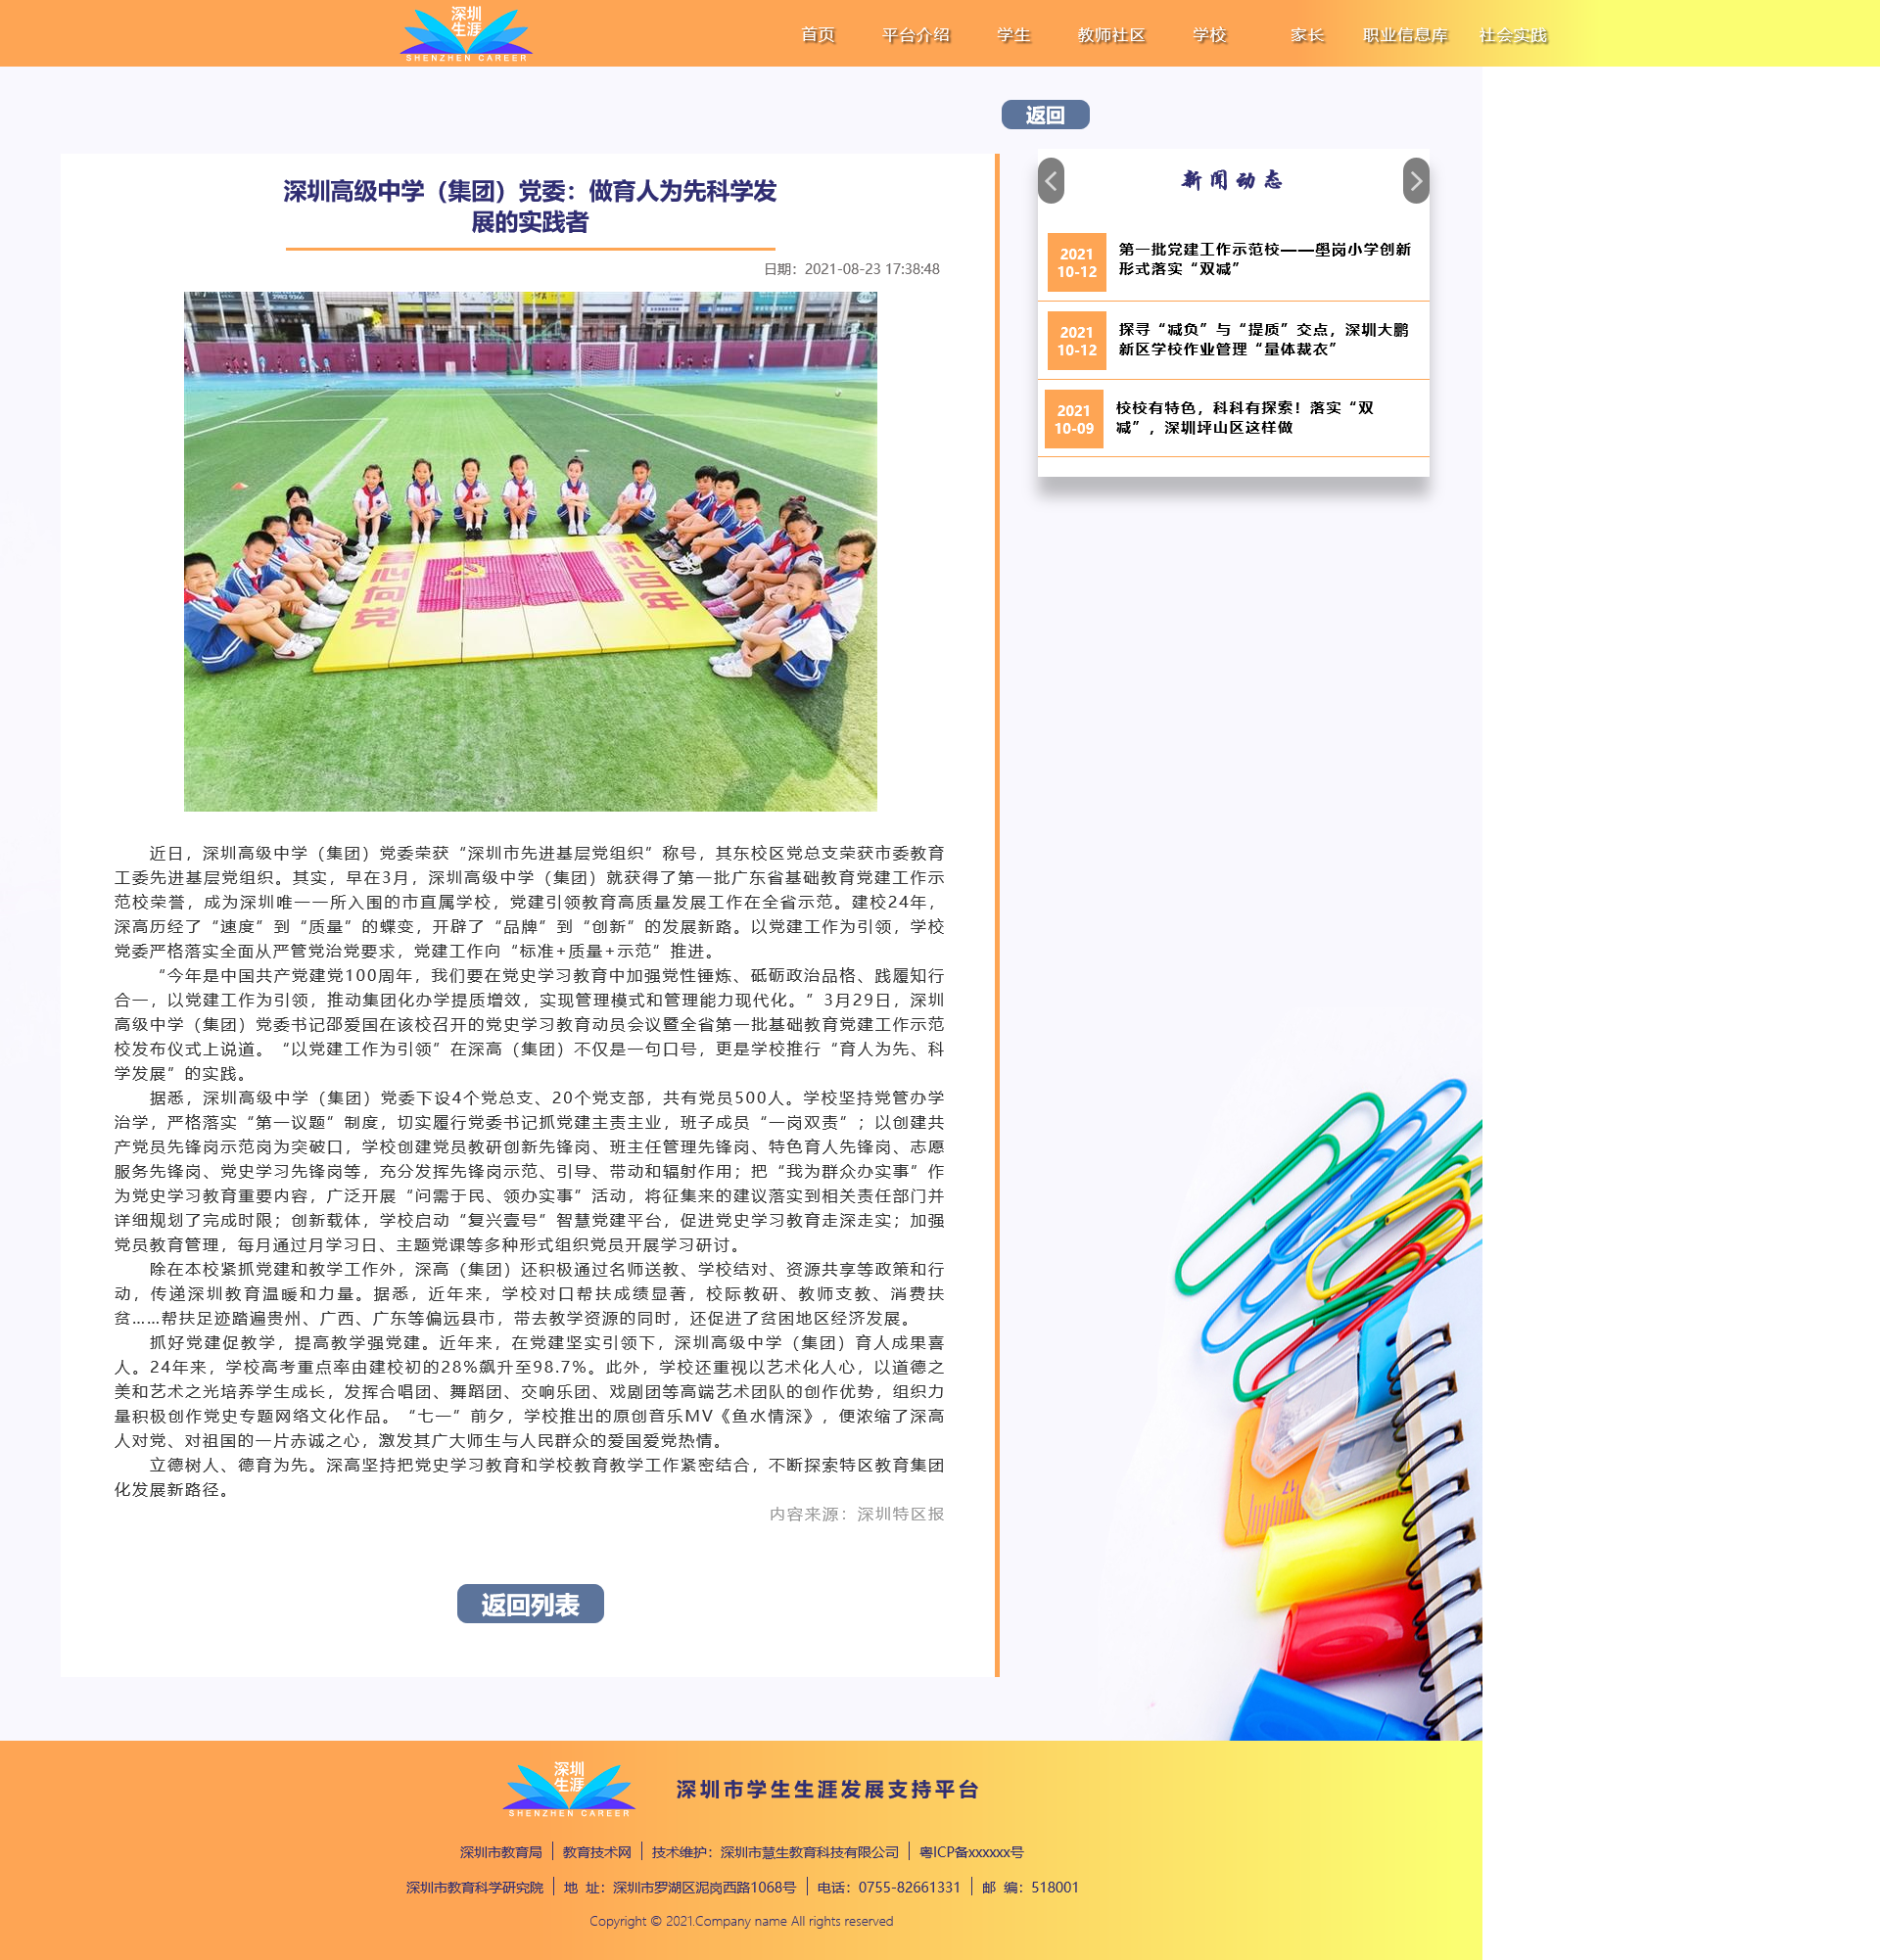 深圳
生涯
SHENZHEN CAREER
首页 平台介绍 学生 教师社区 学校 家长 职业信息库 社会实践
返回
深圳高级中学（集团）党委：做育人为先科学发
展的实践者
日期：2021-08-23 17:38:48
2982 9366
童心向党
献礼百年
近日，深圳高级中学（集团）党委荣获“深圳市先进基层党组织”称号，其东校区党总支荣获市委教育
工委先进基层党组织。其实，早在3月，深圳高级中学（集团）就获得了第一批广东省基础教育党建工作示
范校荣誉，成为深圳唯一一所入围的市直属学校，党建引领教育高质量发展工作在全省示范。建校24年，
深高历经了“速度”到“质量”的蝶变，开辟了“品牌”到“创新”的发展新路。以党建工作为引领，学校
党委严格落实全面从严管党治党要求，党建工作向“标准+质量+示范”推进。
“今年是中国共产党建党100周年，我们要在党史学习教育中加强党性锤炼、砥砺政治品格、践履知行
合一，以党建工作为引领，推动集团化办学提质增效，实现管理模式和管理能力现代化。”3月29日，深圳
高级中学（集团）党委书记邵爱国在该校召开的党史学习教育动员会议暨全省第一批基础教育党建工作示范
校发布仪式上说道。“以党建工作为引领”在深高（集团）不仅是一句口号，更是学校推行“育人为先、科
学发展”的实践。
据悉，深圳高级中学（集团）党委下设4个党总支、20个党支部，共有党员500人。学校坚持党管办学
治学，严格落实“第一议题”制度，切实履行党委书记抓党建主责主业，班子成员“一岗双责”；以创建共
产党员先锋岗示范岗为突破口，学校创建党员教研创新先锋岗、班主任管理先锋岗、特色育人先锋岗、志愿
服务先锋岗、党史学习先锋岗等，充分发挥先锋岗示范、引导、带动和辐射作用；把“我为群众办实事”作
为党史学习教育重要内容，广泛开展“问需于民、领办实事”活动，将征集来的建议落实到相关责任部门并
详细规划了完成时限；创新载体，学校启动“复兴壹号”智慧党建平台，促进党史学习教育走深走实；加强
党员教育管理，每月通过月学习日、主题党课等多种形式组织党员开展学习研讨。
除在本校紧抓党建和教学工作外，深高（集团）还积极通过名师送教、学校结对、资源共享等政策和行
动，传递深圳教育温暖和力量。据悉，近年来，学校对口帮扶成绩显著，校际教研、教师支教、消费扶
贫……帮扶足迹踏遍贵州、广西、广东等偏远县市，带去教学资源的同时，还促进了贫困地区经济发展。
抓好党建促教学，提高教学强党建。近年来，在党建坚实引领下，深圳高级中学（集团）育人成果喜
人。24年来，学校高考重点率由建校初的28%飙升至98.7%。此外，学校还重视以艺术化人心，以道德之
美和艺术之光培养学生成长，发挥合唱团、舞蹈团、交响乐团、戏剧团等高端艺术团队的创作优势，组织力
量积极创作党史专题网络文化作品。“七一”前夕，学校推出的原创音乐MV《鱼水情深》，便浓缩了深高
人对党、对祖国的一片赤诚之心，激发其广大师生与人民群众的爱国爱党热情。
立德树人、德育为先。深高坚持把党史学习教育和学校教育教学工作紧密结合，不断探索特区教育集团
化发展新路径。
内容来源：深圳特区报
返回列表
新闻动态
2021
10-12
第一批党建工作示范校——壆岗小学创新
形式落实“双减”
2021
10-12
探寻“减负”与“提质”交点，深圳大鹏
新区学校作业管理“量体裁衣”
2021
10-09
校校有特色，科科有探索！落实“双
减”，深圳坪山区这样做
17
深圳
生涯
SHENZHEN CAREER
深圳市学生生涯发展支持平台
深圳市教育局 教育技术网 技术维护：深圳市慧生教育科技有限公司 粤ICP备xxxxxx号
深圳市教育科学研究院 地 址：深圳市罗湖区泥岗西路1068号 电话：0755-82661331 邮 编：518001
Copyright © 2021.Company name All rights reserved